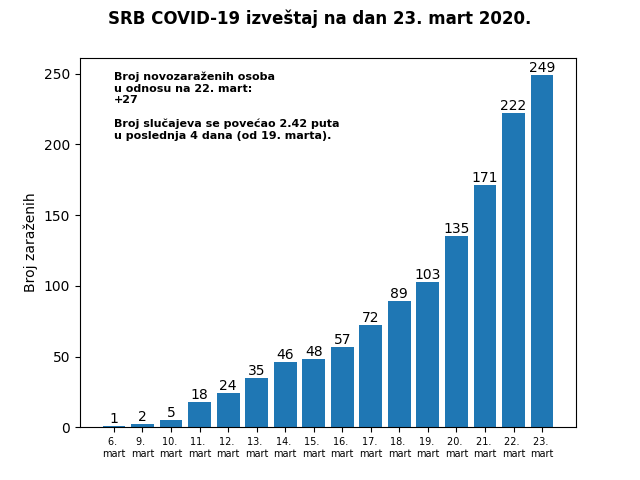 SRB COVID-19 izveštaj na dan 23. mart 2020.
Broj novozaraženih osoba
u odnosu na 22. mart:
+27
Broj slučajeva se povećao 2.42 puta
u poslednja 4 dana (od 19. marta).
Broj zaraženih
250
200
150
100
50
0
1 2 5 18 24 35 46 48 57 72 89 103 135 171 222 249
6. 9. 10. 11. 12. 13. 14. 15. 16. 17. 18. 19. 20. 21. 22. 23.
mart mart mart mart mart mart mart mart mart mart mart mart mart mart mart mart